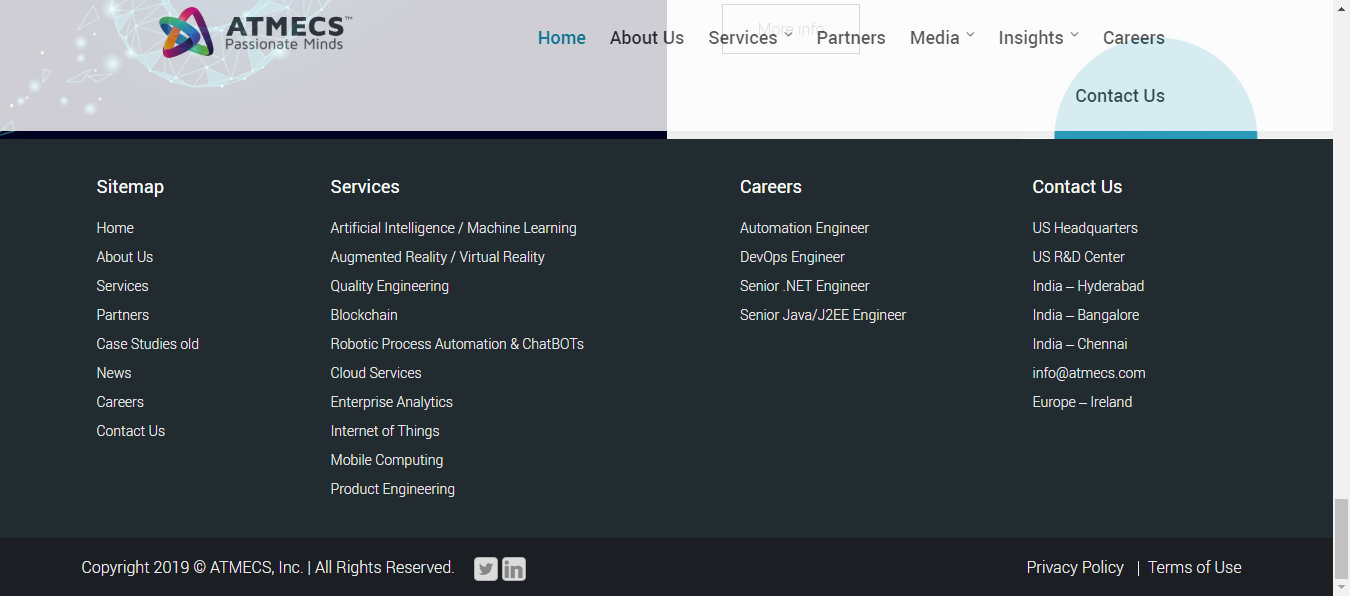 ATMECS™
Passionate Minds
More info
Home About Us Services Partners Media Insights Careers
Contact Us
Sitemap
Home
About Us
Services
Partners
Case Studies old
News
Careers
Contact Us
Services
Artificial Intelligence / Machine Learning
Augmented Reality / Virtual Reality
Quality Engineering
Blockchain
Robotic Process Automation & ChatBOTs
Cloud Services
Enterprise Analytics
Internet of Things
Mobile Computing
Product Engineering
Careers
Automation Engineer
DevOps Engineer
Senior .NET Engineer
Senior Java/J2EE Engineer
Contact Us
US Headquarters
US R&D Center
India – Hyderabad
India – Bangalore
India – Chennai
info@atmecs.com
Europe – Ireland
Copyright 2019 © ATMECS, Inc. | All Rights Reserved.
in
Privacy Policy | Terms of Use